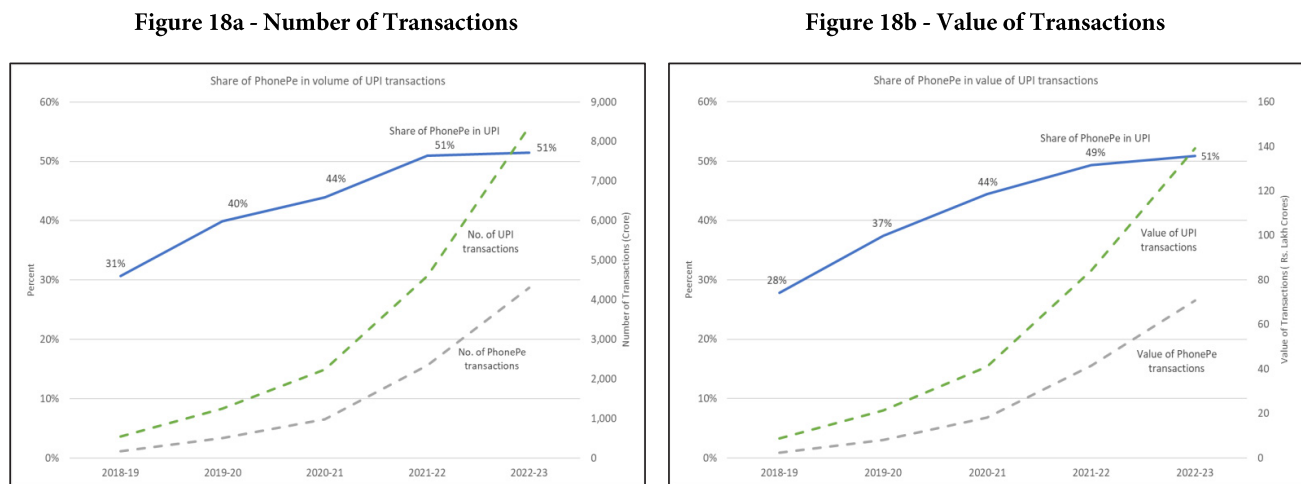 Figure 18a - Number of Transactions
Share of PhonePe in volume of UPI transactions
60%
50%
40%
30%
20%
10%
0%
Percent
9,000
8,000
7,000
6,000
5,000
4,000
3,000
2,000
1,000
0
Number of Transactions (Crore)
Share of PhonePe in UPI
31%
40%
44%
51%
51%
No. of UPI
transactions
No. of PhonePe
transactions
2018-19
2019-20
2020-21
2021-22
2022-23
Figure 18b - Value of Transactions
Share of PhonePe in value of UPI transactions
60%
50%
40%
30%
20%
10%
0%
Peercent
160
140
120
100
80
60
40
20
0
Value of Transactions ( Rs. Lakh Crores)
Share of PhonePe in UPI
28%
37%
44%
49%
51%
Value of UPI
transactions
Value of PhonePe
transactions
2018-19
2019-20
2020-21
2021-22
2022-23